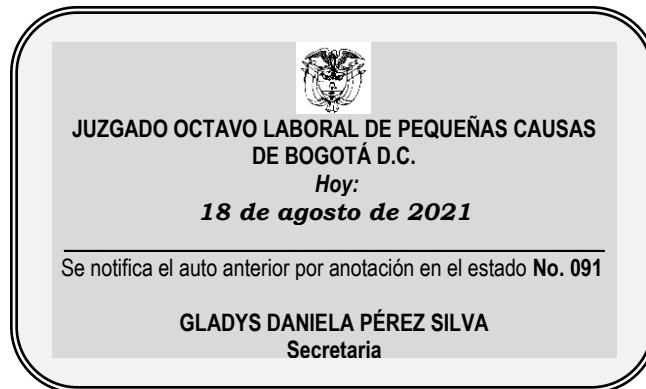 JUZGADO OCTAVO LABORAL DE PEQUEÑAS CAUSAS
DE BOGOTÁ D.C.
Hoy:
18 de agosto de 2021
Se notifica el auto anterior por anotación en el estado No. 091
GLADYS DANIELA PÉREZ SILVA
Secretaria